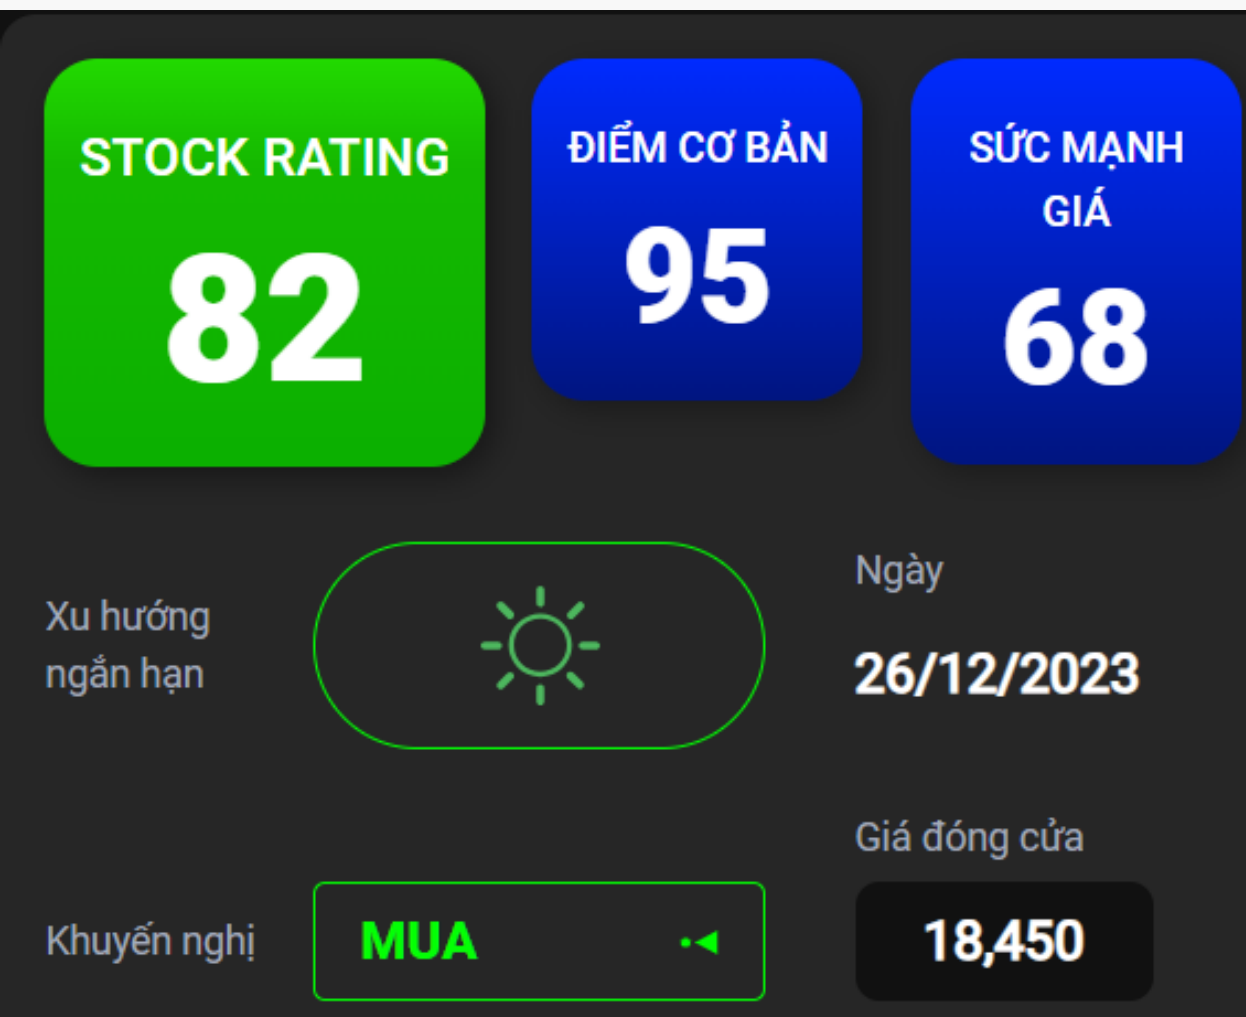 STOCK RATING
82
ĐIỂM CƠ BẢN
95
SỨC MẠNH
GIÁ
68
Xu hướng
ngắn hạn
Ngày
26/12/2023
Khuyến nghị
MUA
Giá đóng cửa
18,450